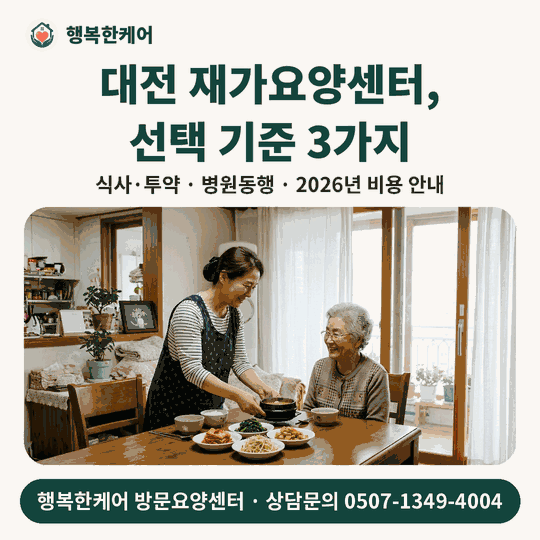 행복한케어
대전 재가요양센터,
선택 기준 3가지
식사·투약 · 병원동행 · 2026년 비용 안내
행복한케어 방문요양센터 · 상담문의 0507-1349-4004